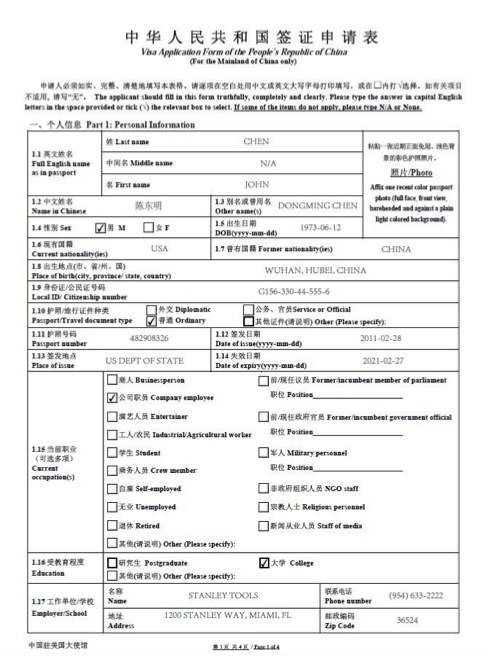 中华人民共和国签证申请表
Visa Application Form of the People's Republic of China
(For the Mainland of China only)
申请人必须如实、完整、清楚地填写本表格。请逐项在空白处用中文或英文大写字母打印填写，或在□内打√选择。如有关项目
不适用, 请写"无"。 The applicant should fill in this form truthfully, completely and clearly. Please type the answer in capital English
letters in the space provided or tick (√) the relevant box to select. If some of the items do not apply, please type N/A or None.
一、个人信息 Part 1: Personal Information
1.1 英文姓名
Full English name
as in passport
姓 Last name CHEN
中间名 Middle name N/A
名 First name JOHN
粘贴一张近期正面免冠、浅色背
景的彩色护照照片。
照片/Photo
Affix one recent color passport
photo (full face, front view,
bareheaded and against a plain
light colored background).
1.2 中文姓名
Name in Chinese 陈东明
1.3 别名或曾用名
Other name(s) DONGMING CHEN
1.4 性别 Sex ☑男 M □女 F
1.5 出生日期
DOB(yyyy-mm-dd) 1973-06-12
1.6 现有国籍
Current nationality(ies) USA
1.7 曾有国籍 Former nationality(ies) CHINA
1.8 出生地点(市、省/州、国)
Place of birth(city, province/ state, country) WUHAN, HUBEI, CHINA
1.9 身份证/公民证号码
Local ID/ Citizenship number G156-330-44-555-6
1.10 护照/旅行证件种类
Passport/Travel document type
□外交 Diplomatic □公务、官员Service or Official
☑普通 Ordinary □其他证件(请说明) Other (Please specify):
1.11 护照号码
Passport number 482908326
1.12 签发日期
Date of issue(yyyy-mm-dd) 2011-02-28
1.13 签发地点
Place of issue US DEPT OF STATE
1.14 失效日期
Date of expiry(yyyy-mm-dd) 2021-02-27
1.15 当前职业
（可选多项）
Current
occupation(s)
□商人 Businessperson
☑公司职员 Company employee
□演艺人员 Entertainer
□工人/农民 Industrial/Agricultural worker
□学生 Student
□乘务人员 Crew member
□自雇 Self-employed
□无业 Unemployed
□退休 Retired
□其他(请说明) Other (Please specify):
□前/现任议员 Former/incumbent member of parliament
职位 Position
□前/现任政府官员 Former/incumbent government official
职位 Position
□军人 Military personnel
职位 Position
□非政府组织人员 NGO staff
□宗教人士 Religious personnel
□新闻从业人员 Staff of media
1.16 受教育程度
Education
□研究生 Postgraduate ☑大学 College
□其他(请说明) Other (Please specify):
1.17 工作单位/学校
Employer/School
名称
Name STANLEY TOOLS
联系电话
Phone number (954) 633-2222
地址
Address 1200 STANLEY WAY, MIAMI, FL
邮政编码
Zip Code 36524
中国驻美国大使馆
第 1 页 共 4 页 / Page 1 of 4